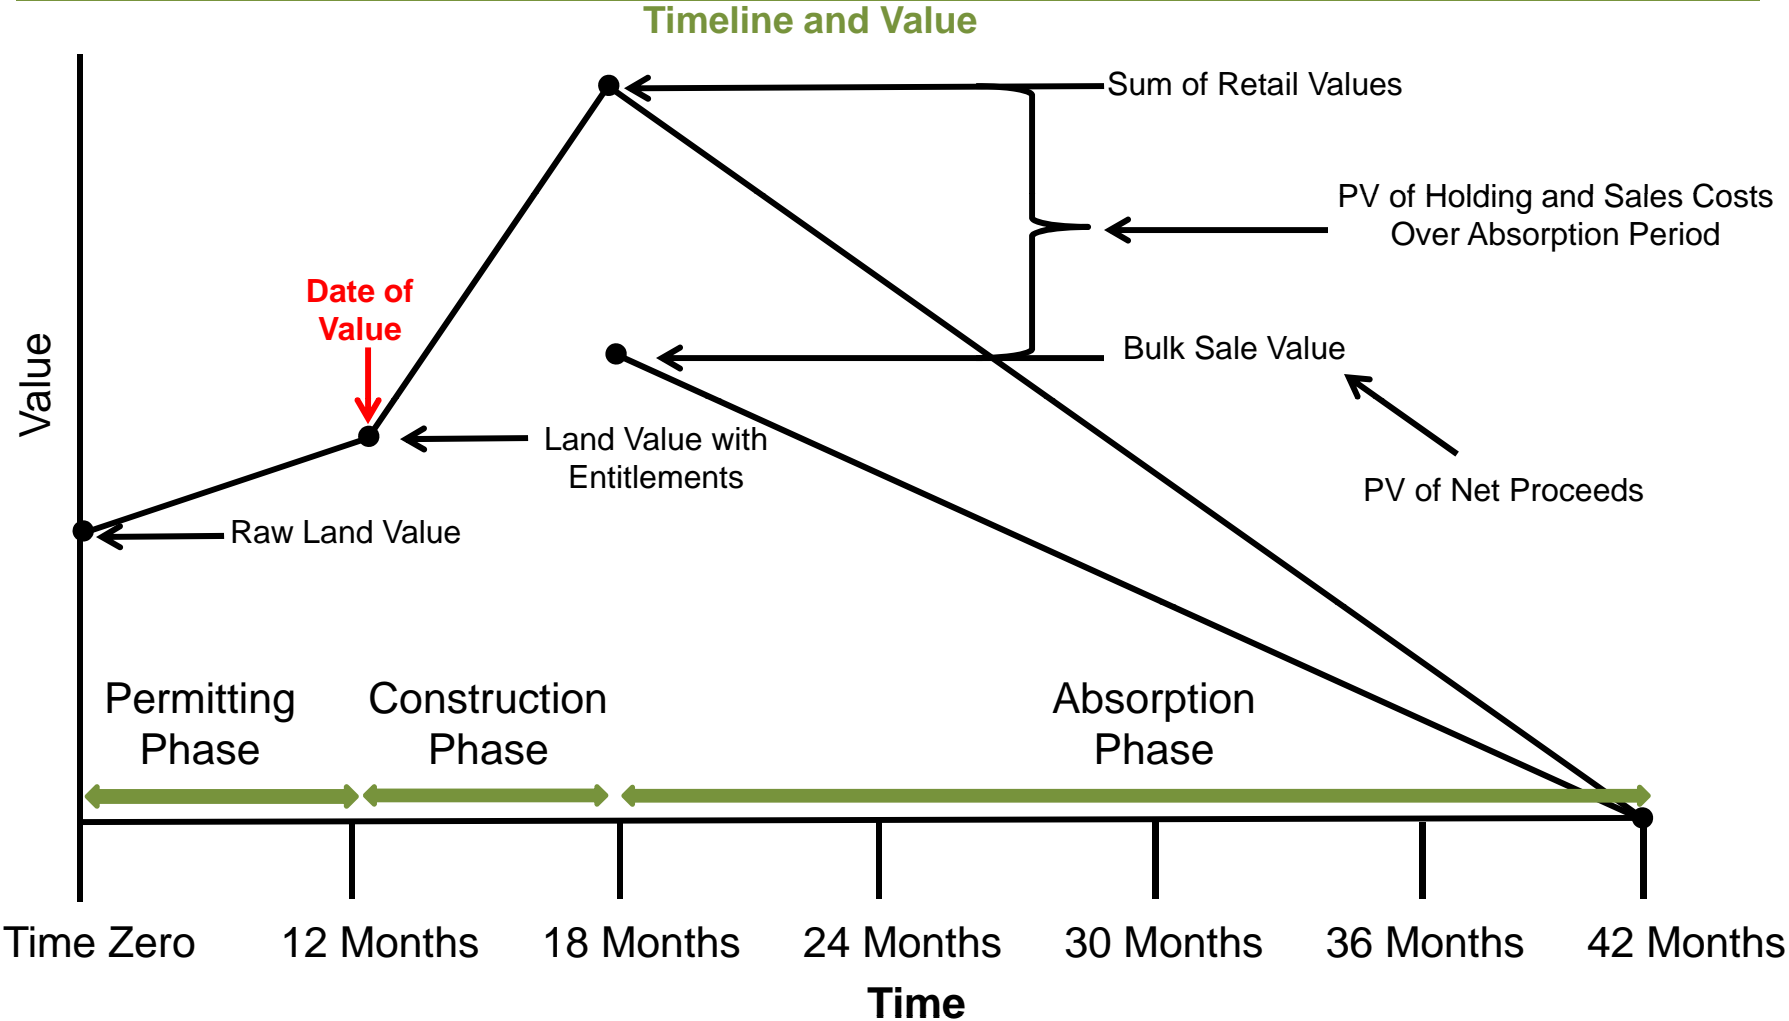 Timeline and Value
Sum of Retail Values
PV of Holding and Sales Costs
Over Absorption Period
Date of
Value
Bulk Sale Value
Value
Land Value with
Entitlements
PV of Net Proceeds
Raw Land Value
Permitting
Phase
Construction
Phase
Absorption
Phase
Time Zero
12 Months
18 Months
24 Months
30 Months
36 Months
42 Months
Time